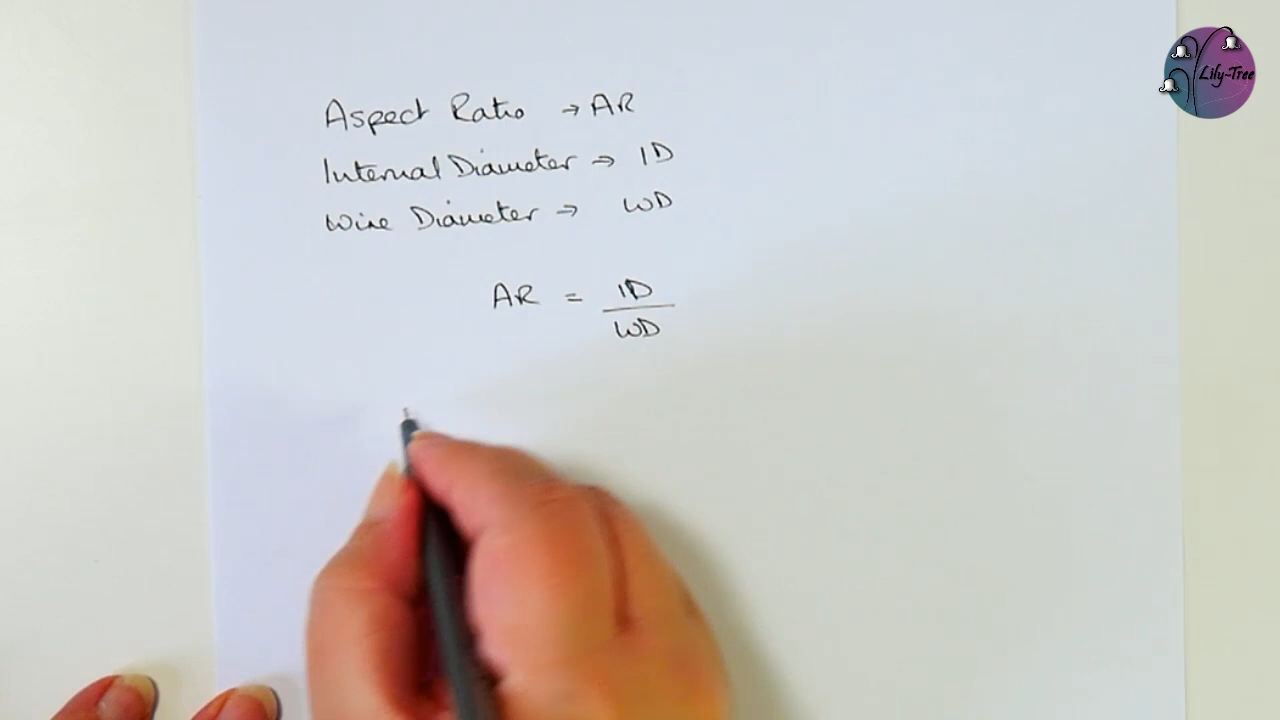 Lily-Tree
Aspect Ratio → AR
Internal Diameter → ID
Wire Diameter → WD
AR = ID
WD